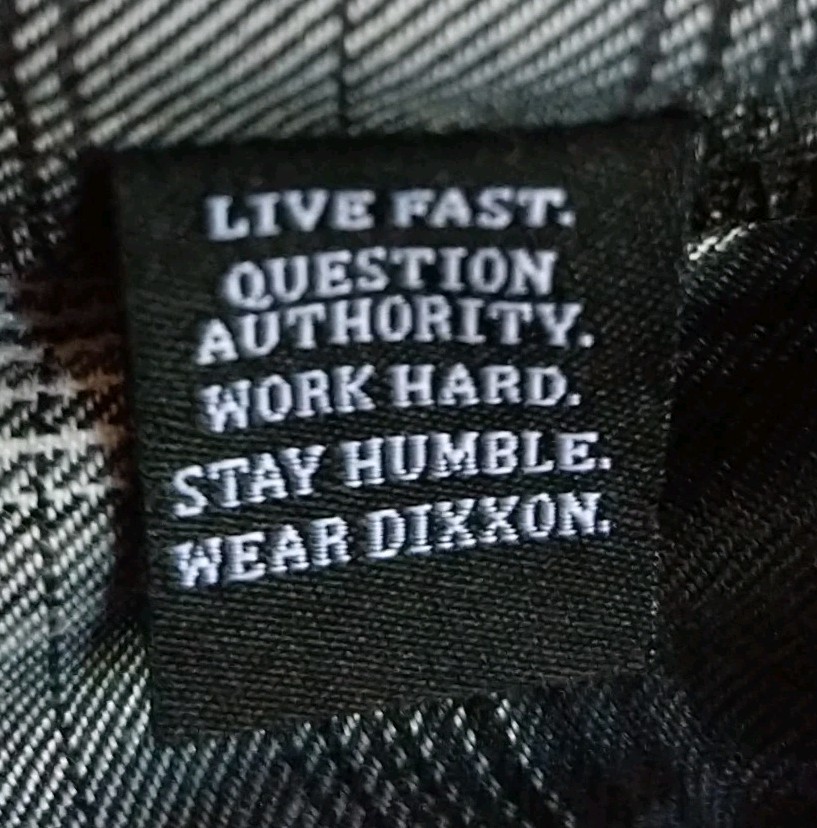 LIVE FAST.
QUESTION
AUTHORITY.
WORK HARD.
STAY HUMBLE.
WEAR DIXXON.